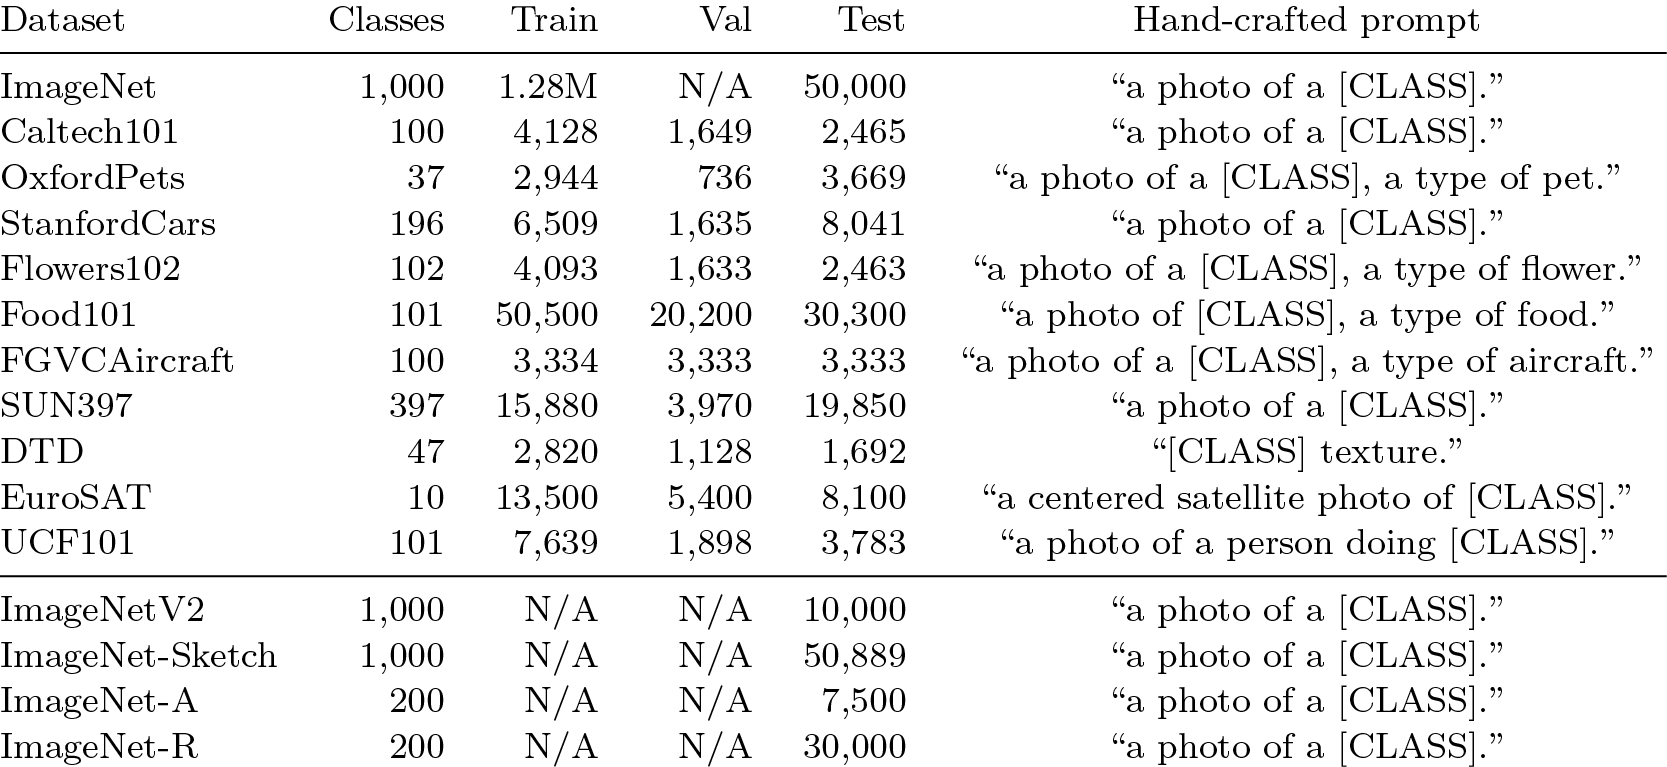 Dataset Classes Train Val Test Hand-crafted prompt
ImageNet 1,000 1.28M N/A 50,000 “a photo of a [CLASS].”
Caltech101 100 4,128 1,649 2,465 “a photo of a [CLASS].”
OxfordPets 37 2,944 736 3,669 “a photo of a [CLASS], a type of pet.”
StanfordCars 196 6,509 1,635 8,041 “a photo of a [CLASS].”
Flowers102 102 4,093 1,633 2,463 “a photo of a [CLASS], a type of flower.”
Food101 101 50,500 20,200 30,300 “a photo of [CLASS], a type of food.”
FGVCAircraft 100 3,334 3,333 3,333 “a photo of a [CLASS], a type of aircraft.”
SUN397 397 15,880 3,970 19,850 “a photo of a [CLASS].”
DTD 47 2,820 1,128 1,692 “[CLASS] texture.”
EuroSAT 10 13,500 5,400 8,100 “a centered satellite photo of [CLASS].”
UCF101 101 7,639 1,898 3,783 “a photo of a person doing [CLASS].”
ImageNetV2 1,000 N/A N/A 10,000 “a photo of a [CLASS].”
ImageNet-Sketch 1,000 N/A N/A 50,889 “a photo of a [CLASS].”
ImageNet-A 200 N/A N/A 7,500 “a photo of a [CLASS].”
ImageNet-R 200 N/A N/A 30,000 “a photo of a [CLASS].”